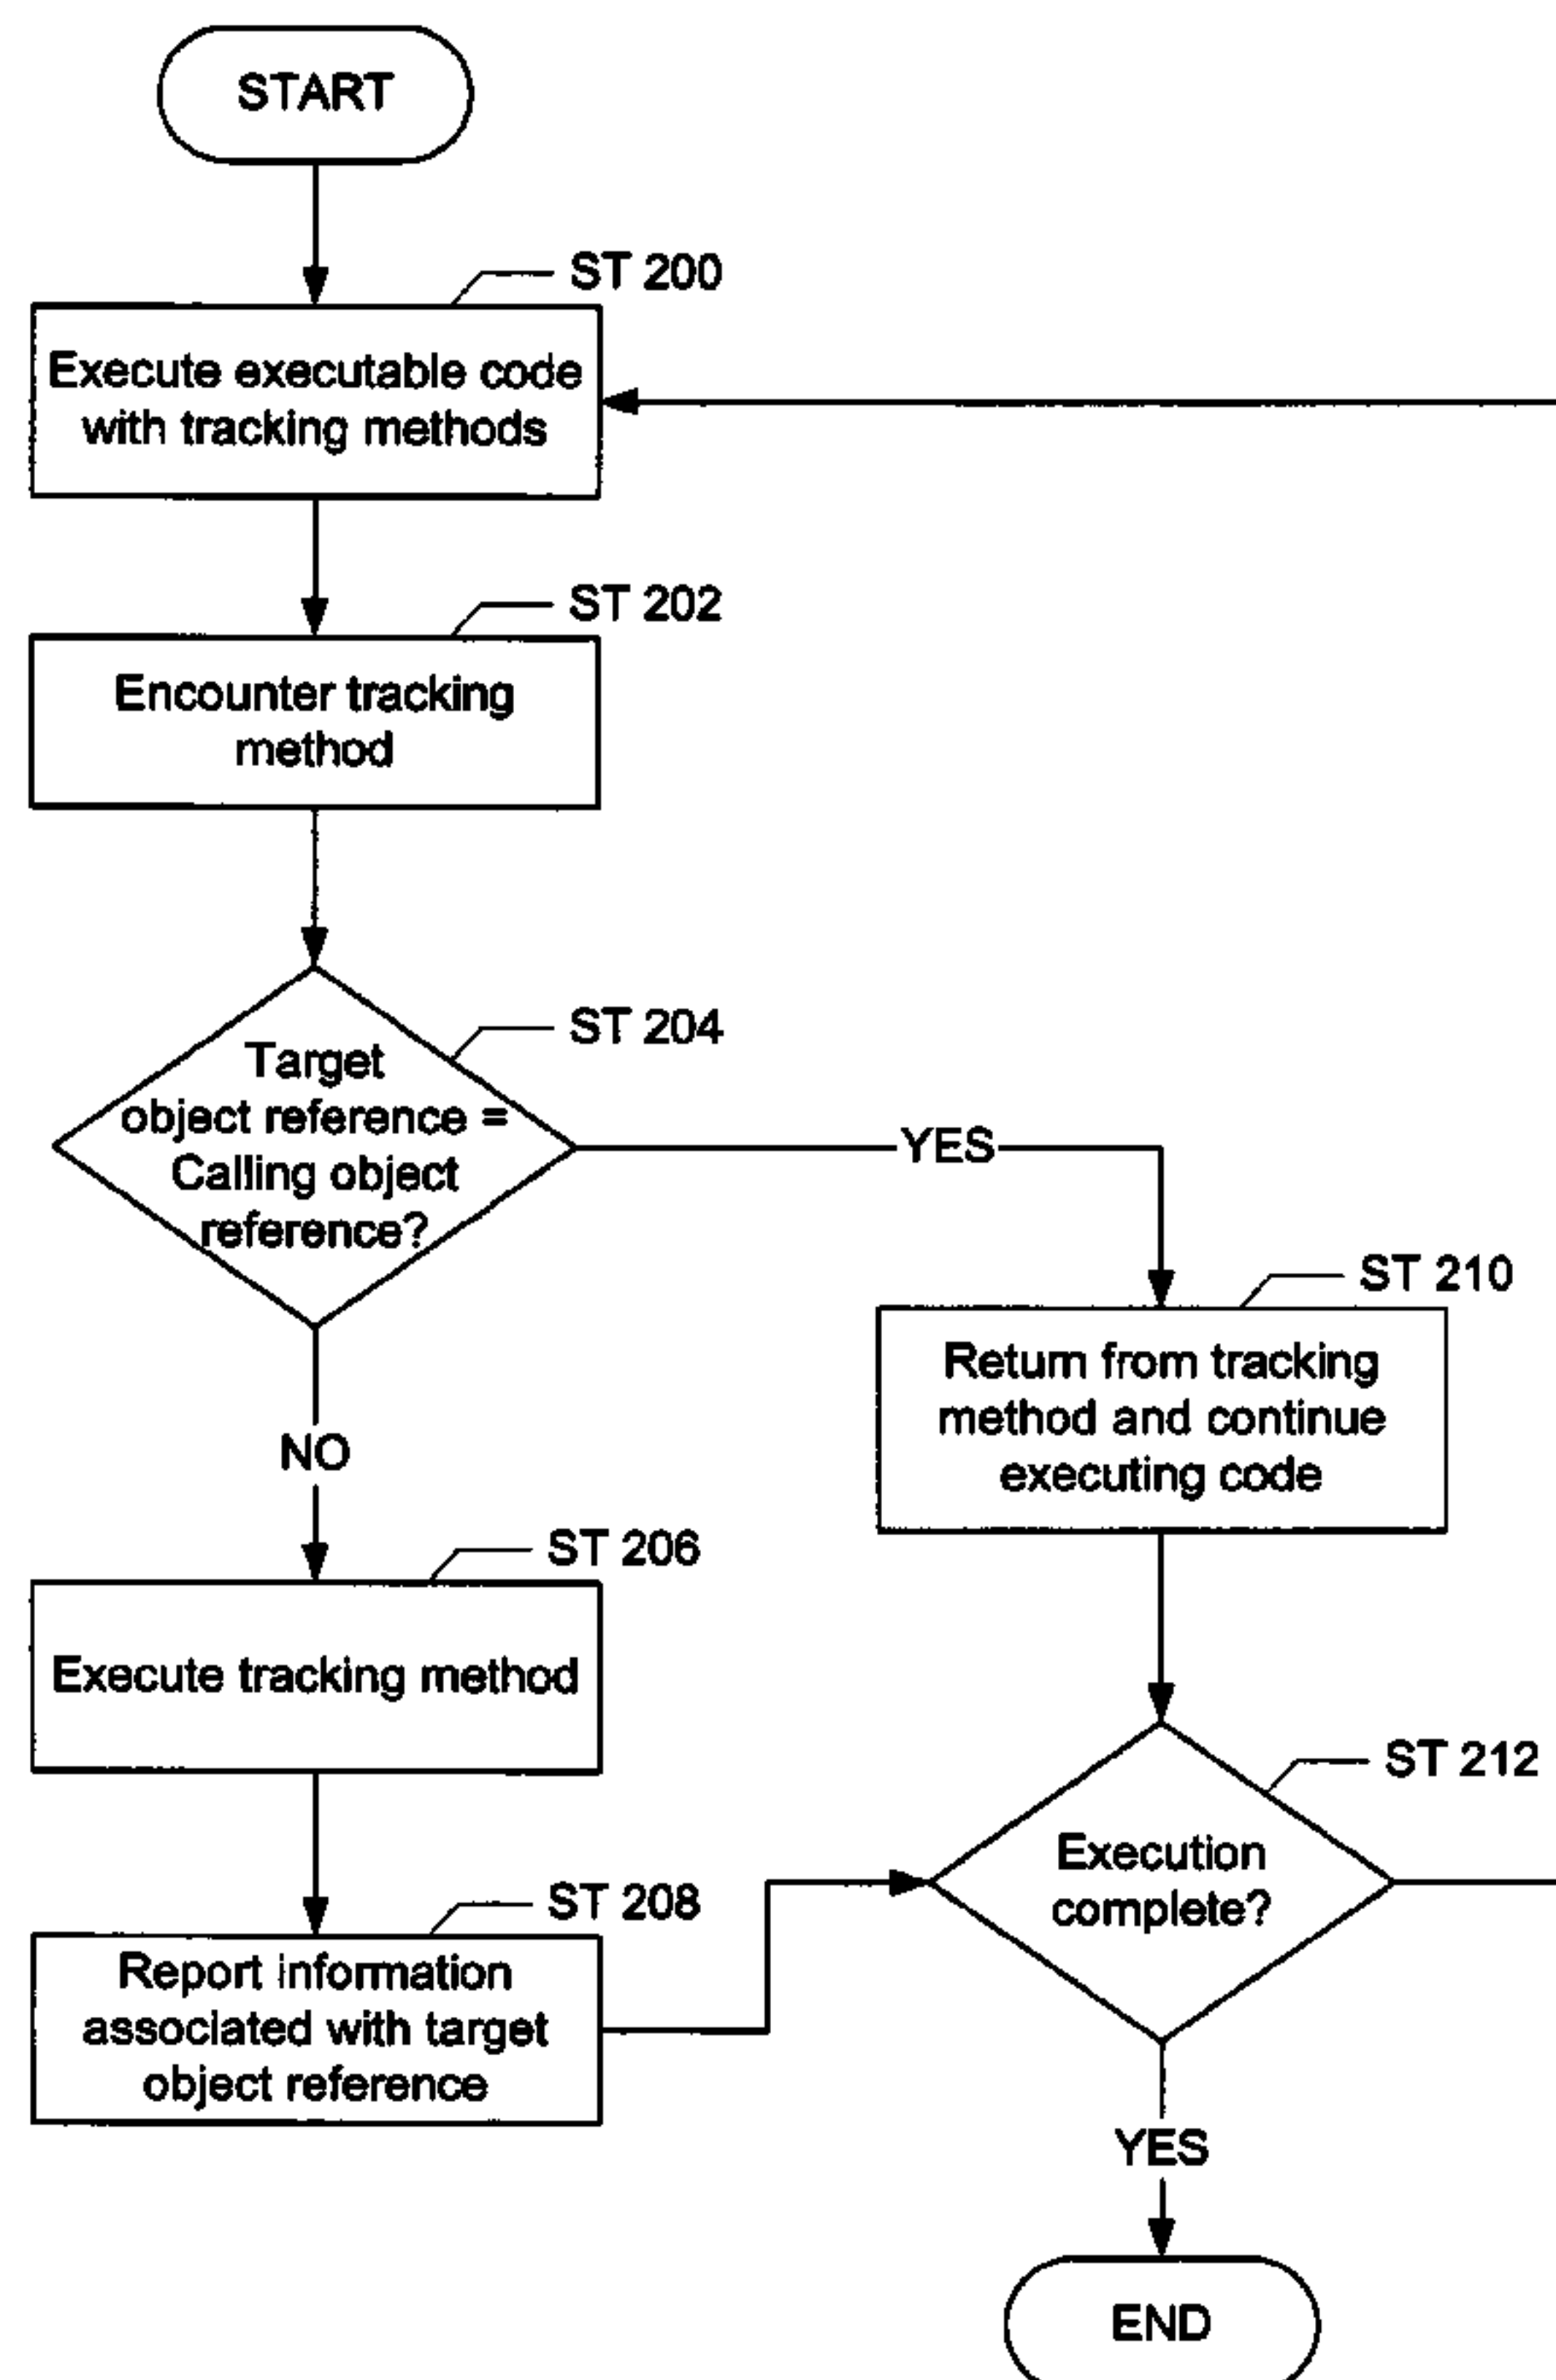 START
ST 200
Execute executable code
with tracking methods
ST 202
Encounter tracking
method
ST 204
Target
object reference =
Calling object
reference?
YES
ST 210
Return from tracking
method and continue
executing code
NO
ST 206
Execute tracking method
ST 212
Execution
complete?
ST 208
Report information
associated with target
object reference
YES
END